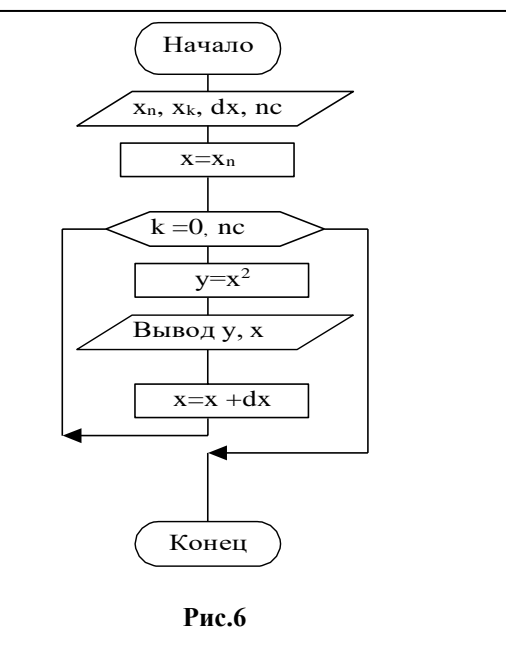 Начало
xₙ, xₖ, dx, nc
x=xₙ
k =0, nc
y=x²
Вывод y, x
x=x +dx
Конец
Рис.6